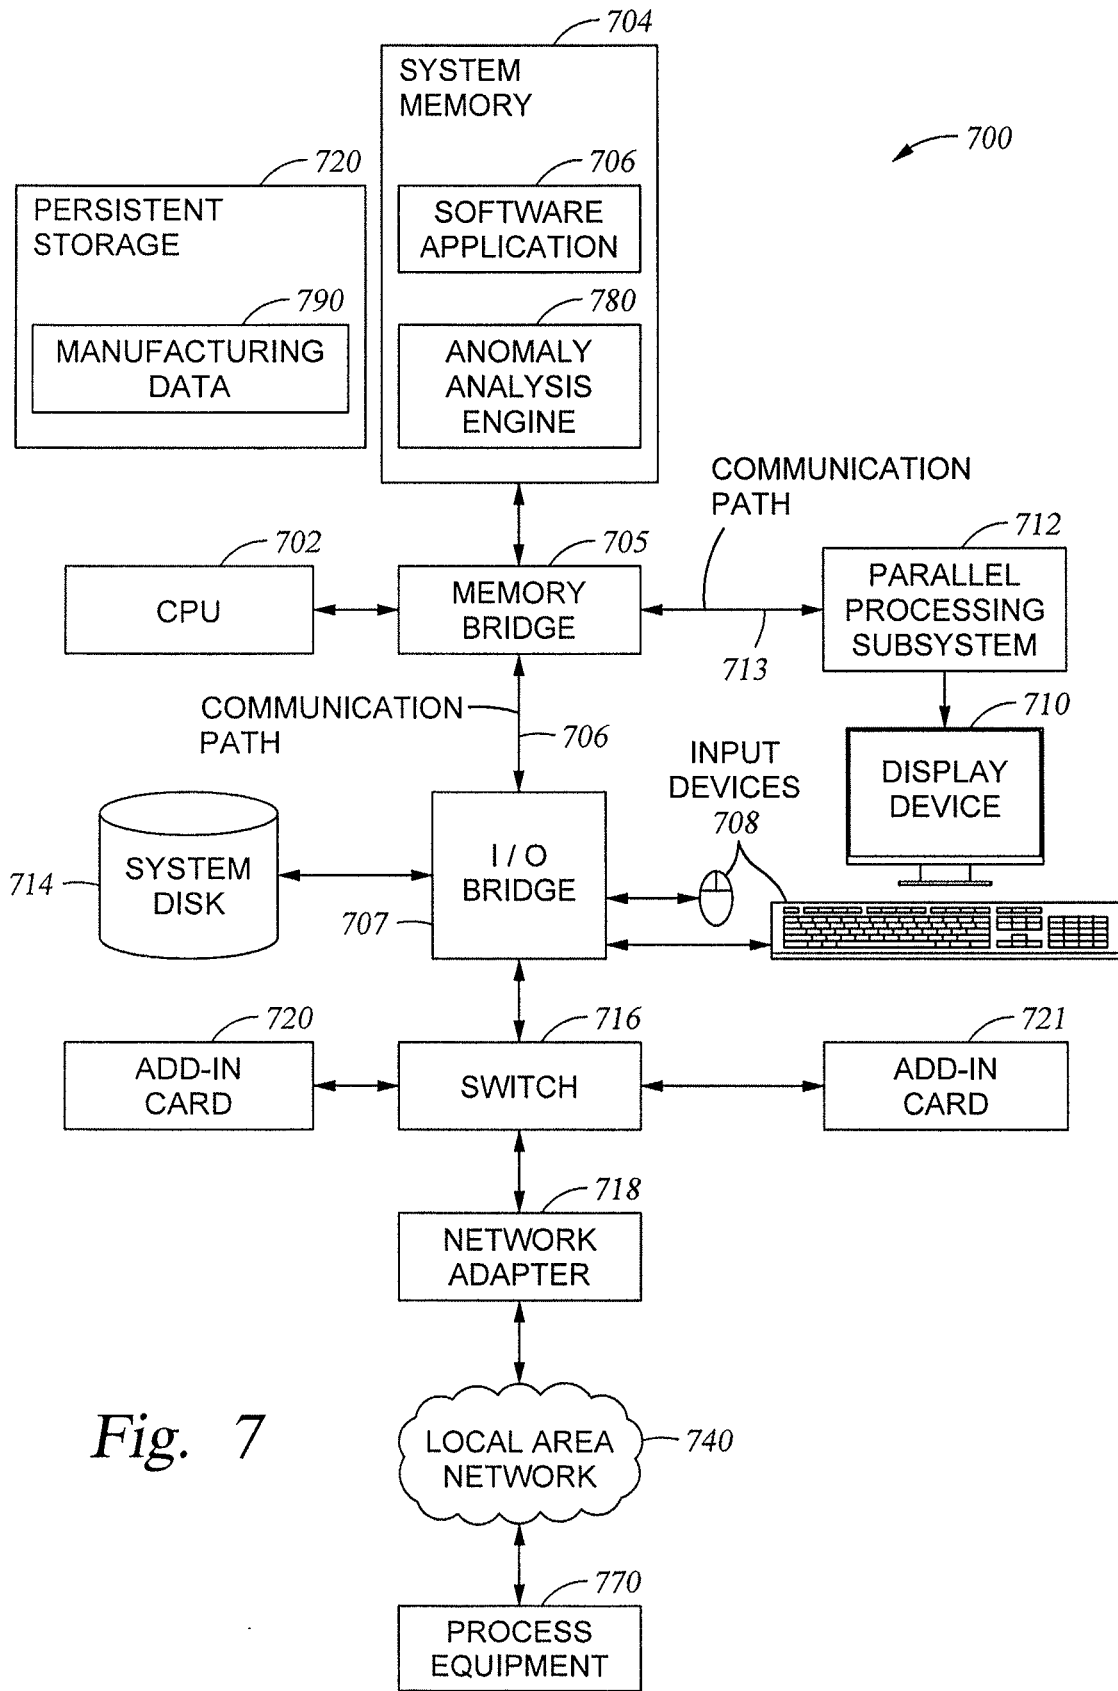 704
SYSTEM
MEMORY
700
720
706
PERSISTENT
STORAGE
SOFTWARE
APPLICATION
790
780
MANUFACTURING
DATA
ANOMALY
ANALYSIS
ENGINE
COMMUNICATION
PATH
702
705
712
CPU
MEMORY
BRIDGE
PARALLEL
PROCESSING
SUBSYSTEM
713
COMMUNICATION
PATH
706
710
INPUT
DEVICES
708
DISPLAY
DEVICE
714
SYSTEM
DISK
I / O
BRIDGE
707
720
716
721
ADD-IN
CARD
SWITCH
ADD-IN
CARD
718
NETWORK
ADAPTER
Fig. 7
LOCAL AREA
NETWORK
740
770
PROCESS
EQUIPMENT